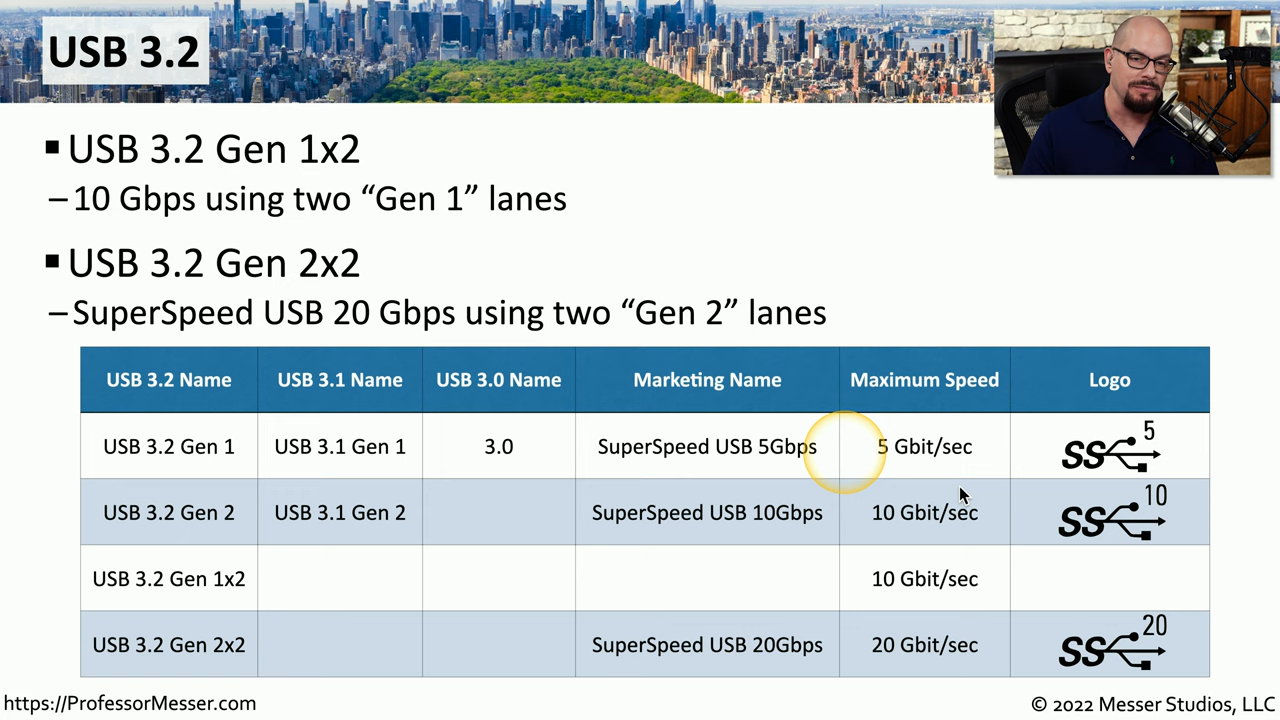 USB 3.2
▪ USB 3.2 Gen 1x2
– 10 Gbps using two “Gen 1” lanes
▪ USB 3.2 Gen 2x2
– SuperSpeed USB 20 Gbps using two “Gen 2” lanes
USB 3.2 Name USB 3.1 Name USB 3.0 Name Marketing Name Maximum Speed Logo
USB 3.2 Gen 1 USB 3.1 Gen 1 3.0 SuperSpeed USB 5Gbps 5 Gbit/sec SS 5
USB 3.2 Gen 2 USB 3.1 Gen 2 SuperSpeed USB 10Gbps 10 Gbit/sec SS 10
USB 3.2 Gen 1x2 10 Gbit/sec
USB 3.2 Gen 2x2 SuperSpeed USB 20Gbps 20 Gbit/sec SS 20
https://ProfessorMesser.com © 2022 Messer Studios, LLC